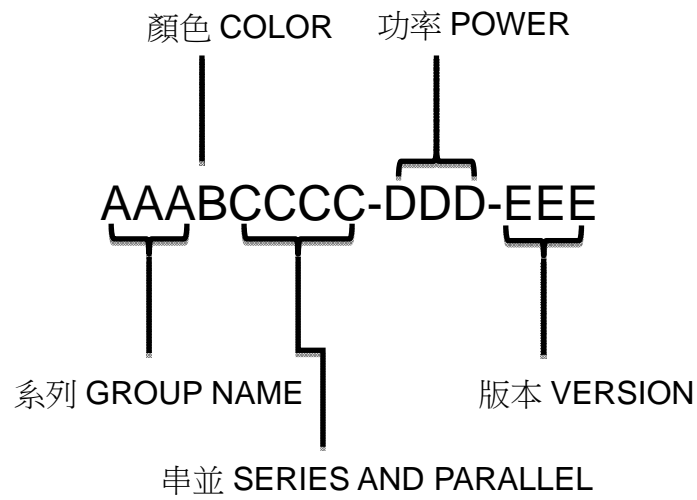 顏色 COLOR
功率 POWER
AAABCCCC-DDD-EEE
系列 GROUP NAME
版本 VERSION
串並 SERIES AND PARALLEL